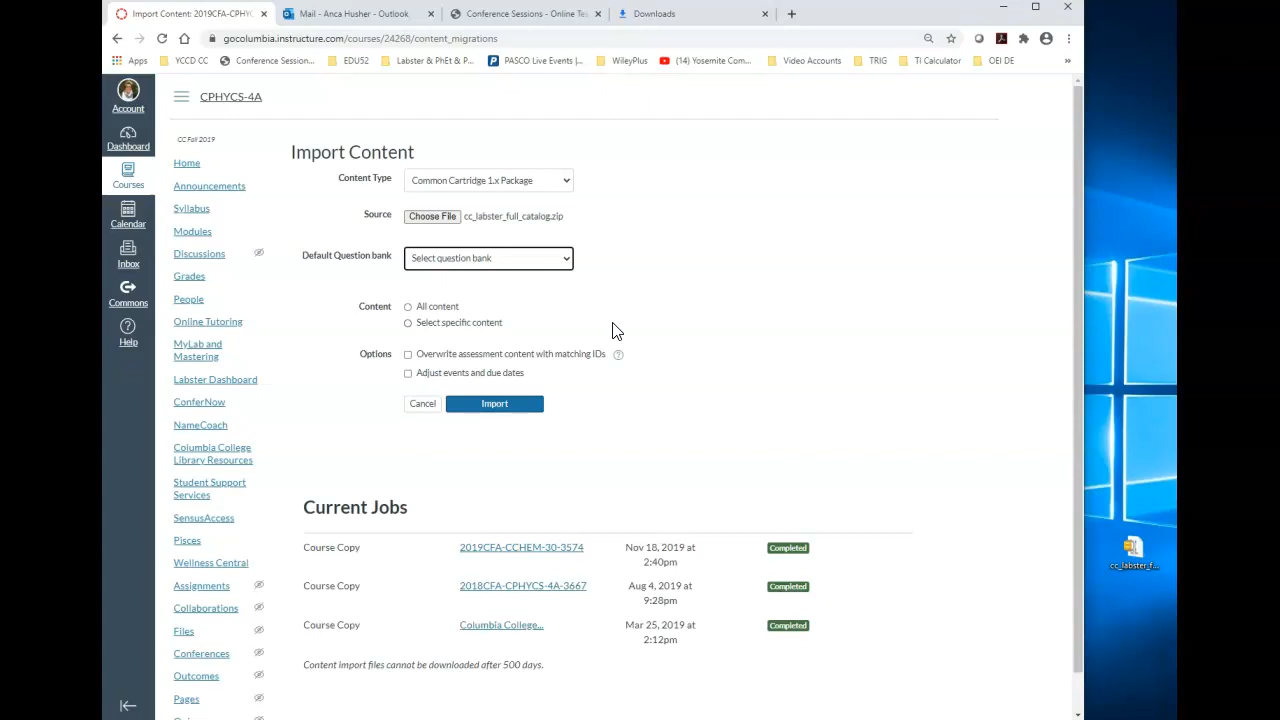 Import Content: 2019CFA-CPHYC
Mail - Anca Husher - Outlook
Conference Sessions - Online Tes
Downloads
gocolumbia.instructure.com/courses/24268/content_migrations
Apps
YCCD CC
Conference Session...
EDU52
Labster & PhEt & P...
PASCO Live Events |...
WileyPlus
(14) Yosemite Com...
Video Accounts
TRIG
TI Calculator
OEI DE
»
Account
Dashboard
Courses
Calendar
Inbox
Commons
Help
CPHYCS-4A
CC Fall 2019
Home
Announcements
Syllabus
Modules
Discussions
Grades
People
Online Tutoring
MyLab and
Mastering
Labster Dashboard
ConferNow
NameCoach
Columbia College
Library Resources
Student Support
Services
SensusAccess
Pisces
Wellness Central
Assignments
Collaborations
Files
Conferences
Outcomes
Pages
Import Content
Content Type
Common Cartridge 1.x Package
Source
Choose File
cc_labster_full_catalog.zip
Default Question bank
Select question bank
Content
All content
Select specific content
Options
Overwrite assessment content with matching IDs
?
Adjust events and due dates
Cancel
Import
Current Jobs
Course Copy
2019CFA-CCHEM-30-3574
Nov 18, 2019 at
2:40pm
Completed
Course Copy
2018CFA-CPHYCS-4A-3667
Aug 4, 2019 at
9:28pm
Completed
Course Copy
Columbia College...
Mar 25, 2019 at
2:12pm
Completed
Content import files cannot be downloaded after 500 days.
cc_labster_f...